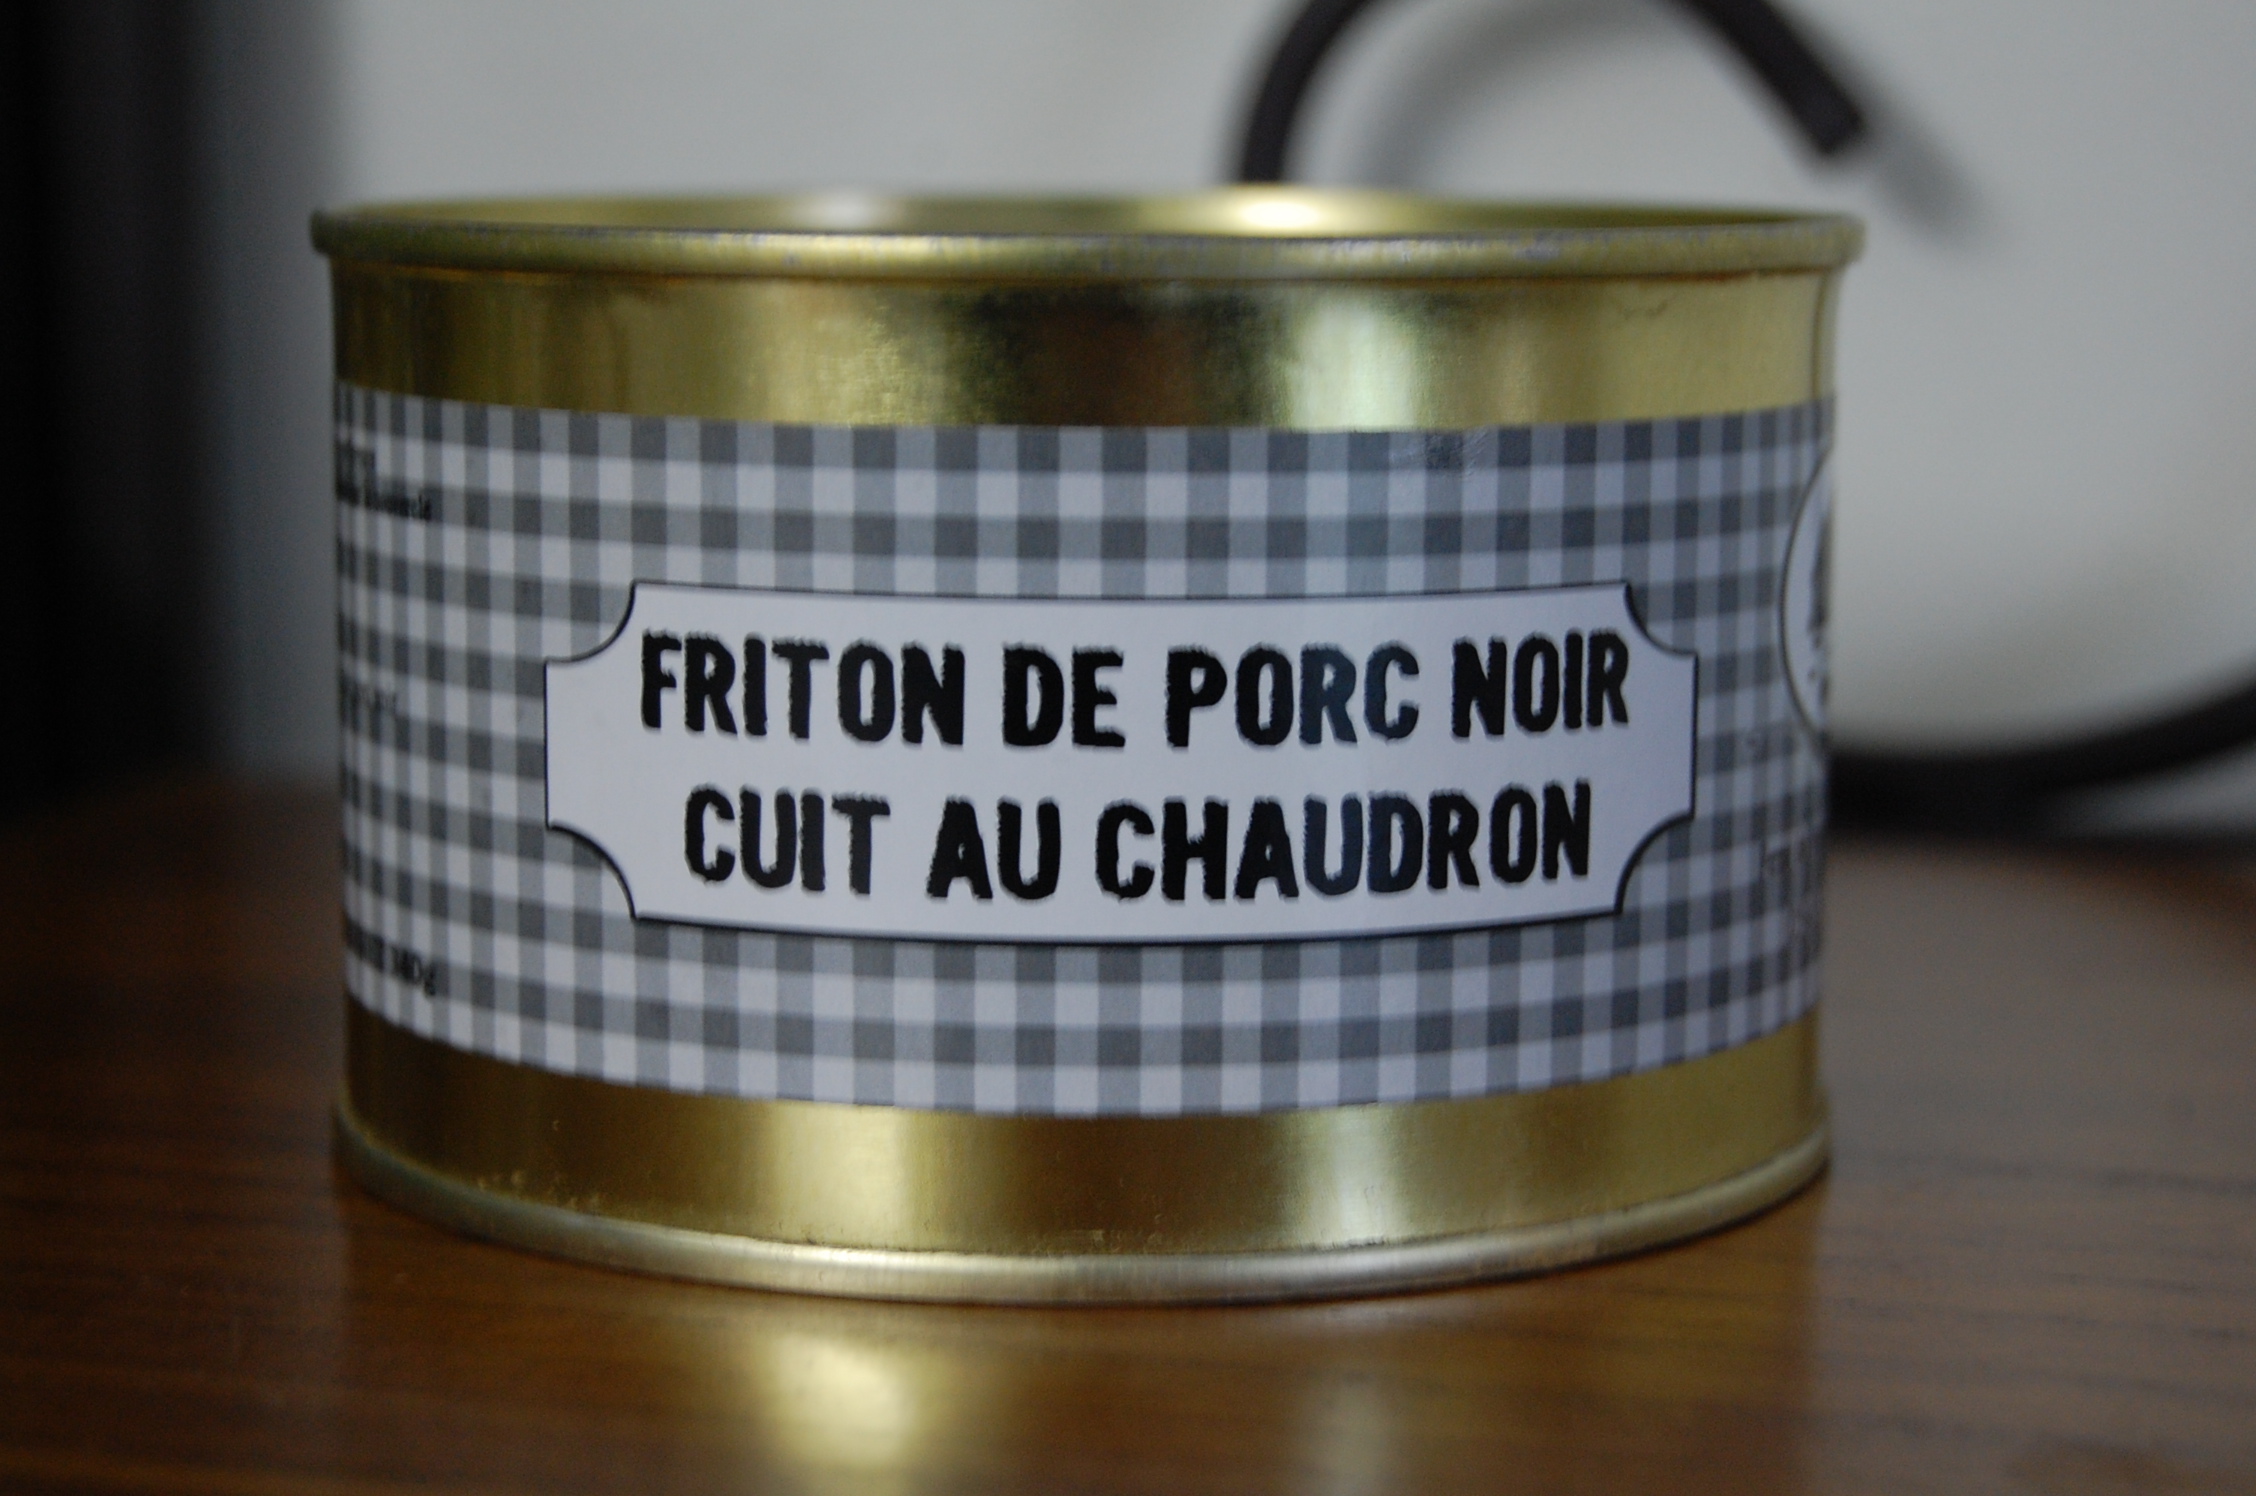 FRITON DE PORC NOIR
CUIT AU CHAUDRON